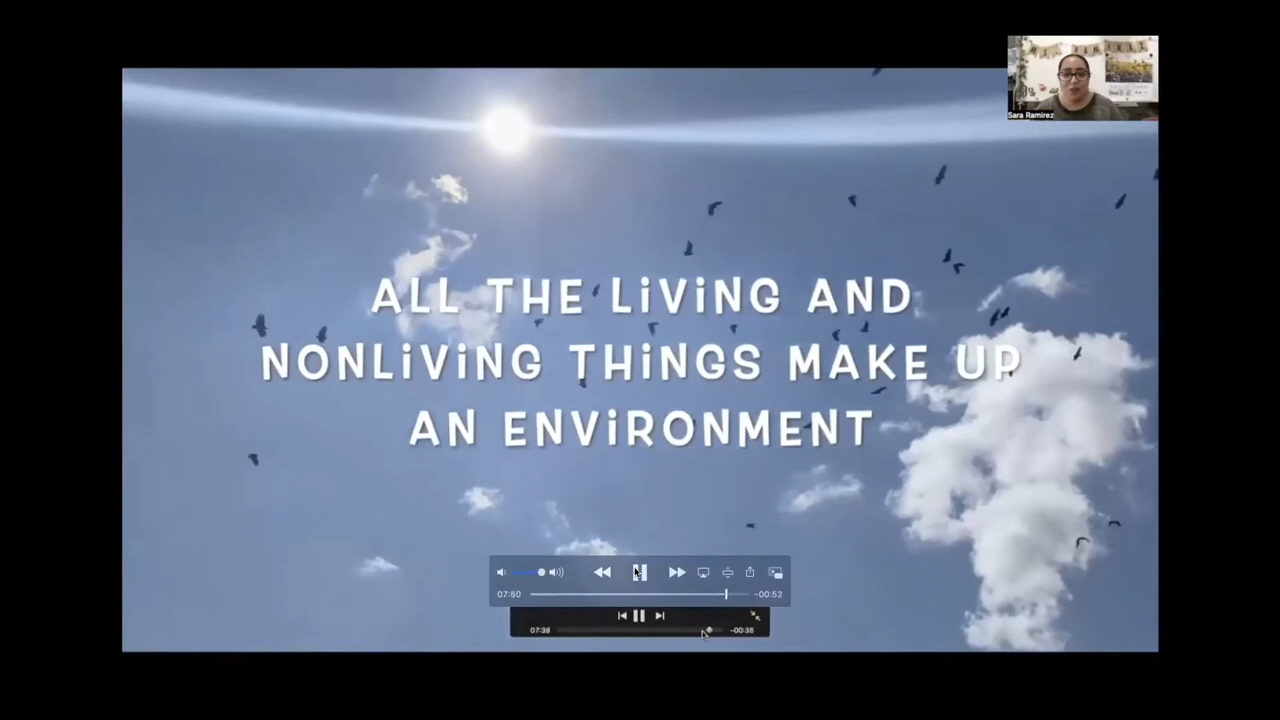 Sara Ramirez
ALL THE LiViNG AND
NONLiViNG THiNGS MAKE UP
AN ENViRONMENT
07:50
-00:52
07:38
-00:36